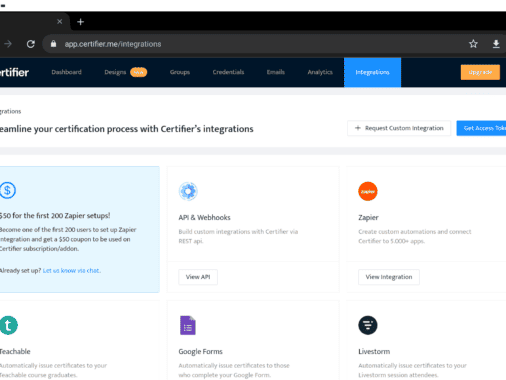 app.certifier.me/integrations
ertifier
Dashboard
Designs
New
Groups
Credentials
Emails
Analytics
Integrations
Upgrade
grations
eamline your certification process with Certifier's integrations
+ Request Custom Integration
Get Access Toke
$50 for the first 200 Zapier setups!
Become one of the first 200 users to set up Zapier
integration and get a $50 coupon to be used on
Certifier subscription/addon.
Already set up? Let us know via chat.
API & Webhooks
Build custom integrations with Certifier via
REST api.
View API
zapier
Zapier
Create custom automations and connect
Certifier to 5.000+ apps.
View Integration
t
Teachable
Automatically issue certificates to your
Teachable course graduates.
Google Forms
Automatically issue certificates to those
who complete your Google Form.
Livestorm
Automatically issue certificates to your
Livestorm session attendees.